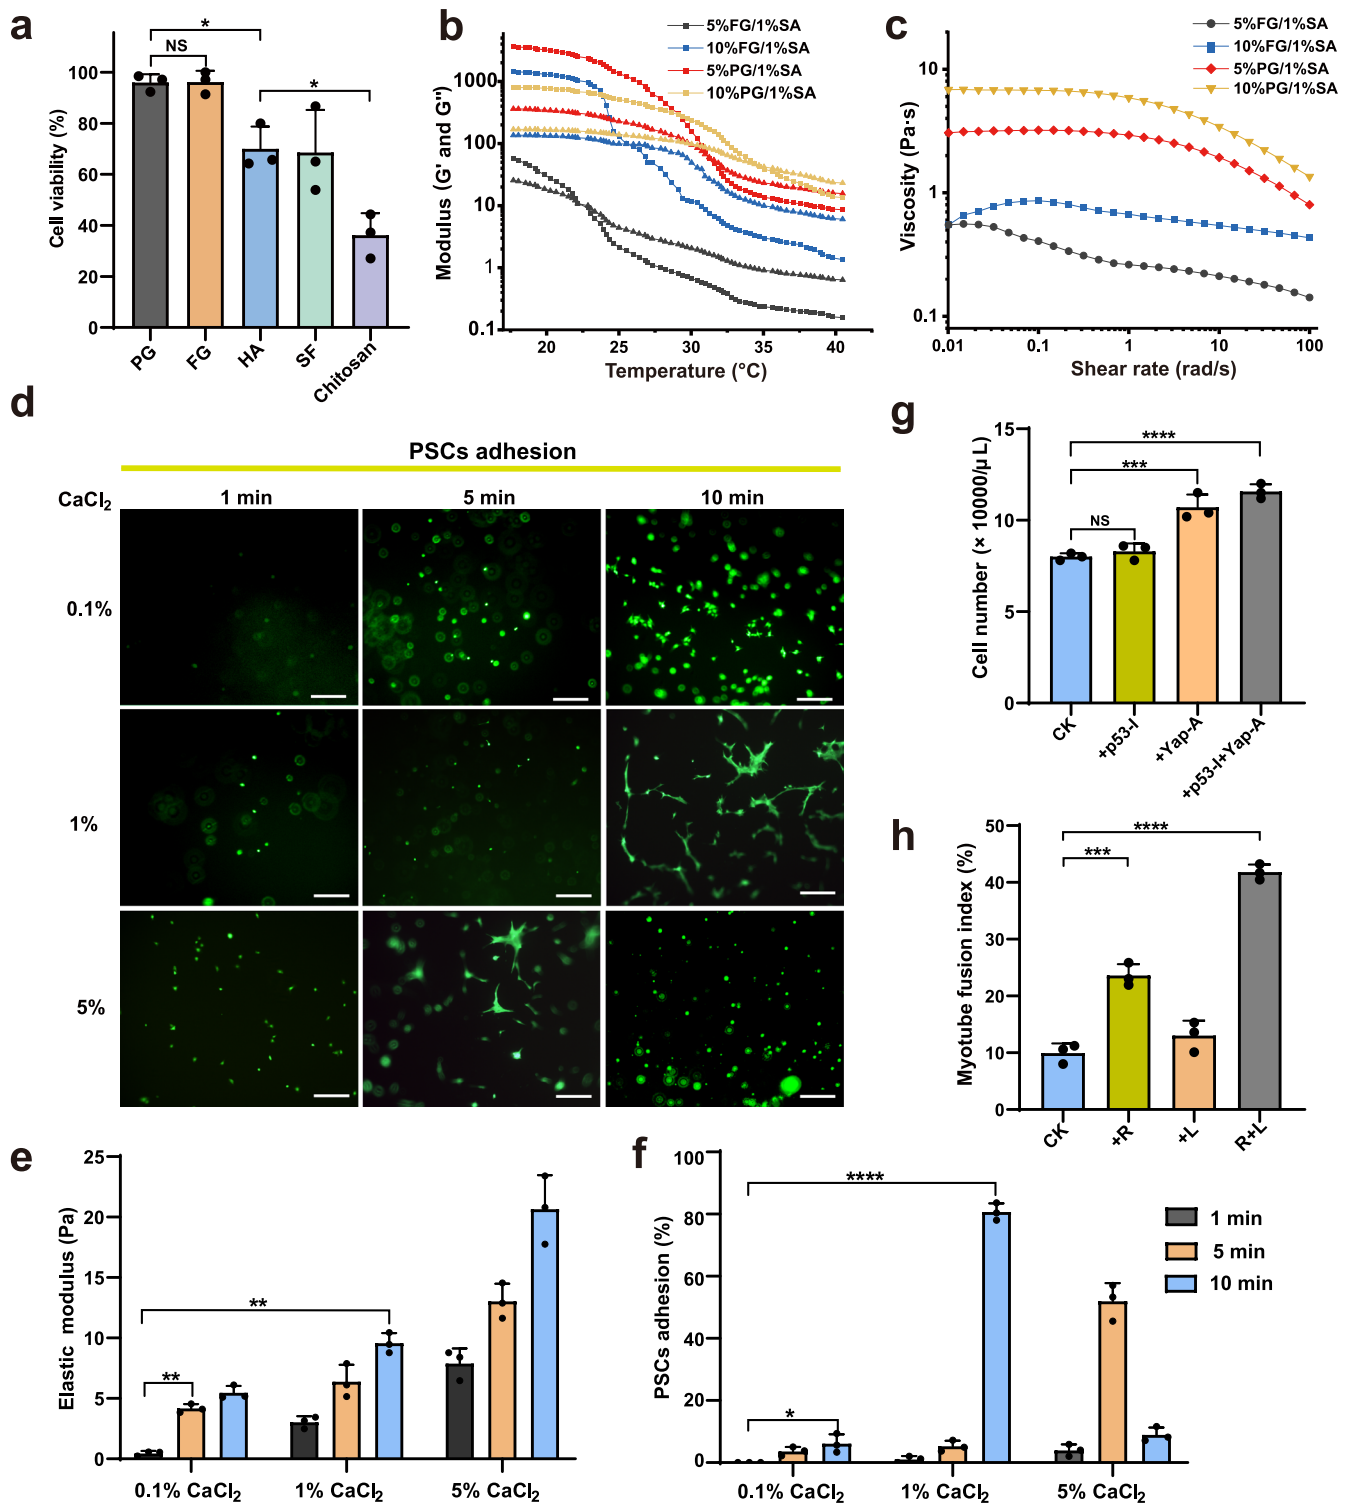 a
*
NS
*
Cell viability (%)
100
80
60
40
20
0
PG
FG
HA
SF
Chitosan
b
5%FG/1%SA
10%FG/1%SA
5%PG/1%SA
10%PG/1%SA
Modulus (G' and G'')
1000
100
10
1
0.1
20
25
30
35
40
Temperature (°C)
c
5%FG/1%SA
10%FG/1%SA
5%PG/1%SA
10%PG/1%SA
Viscosity (Pa·s)
10
1
0.1
0.01
0.1
1
10
100
Shear rate (rad/s)
d
PSCs adhesion
CaCl₂
1 min
5 min
10 min
0.1%
1%
5%
g
****
***
NS
Cell number (× 10000/μ L)
15
10
5
0
CK
+p53-I
+Yap-A
+p53-I+Yap-A
h
****
***
Myotube fusion index (%)
50
40
30
20
10
0
CK
+R
+L
R+L
e
**
**
Elastic modulus (Pa)
25
20
15
10
5
0
0.1% CaCl₂
1% CaCl₂
5% CaCl₂
f
****
*
PSCs adhesion (%)
100
80
60
40
20
0
0.1% CaCl₂
1% CaCl₂
5% CaCl₂
1 min
5 min
10 min